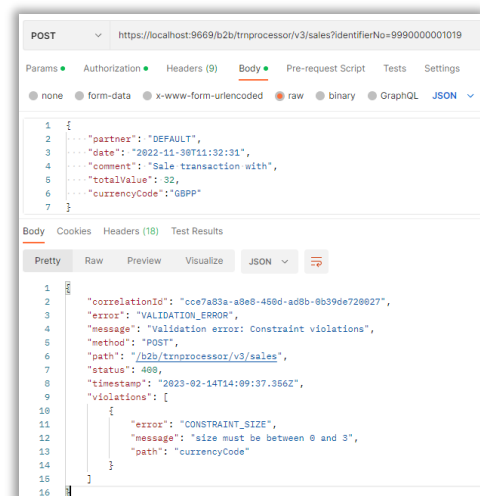 POST https://localhost:9669/b2b/trnprocessor/v3/sales?identifierNo=9990000001019
Params Authorization Headers (9) Body Pre-request Script Tests Settings
none form-data x-www-form-urlencoded raw binary GraphQL JSON
1 {
2 "partner": "DEFAULT",
3 "date": "2022-11-30T11:32:31",
4 "comment": "Sale transaction with",
5 "totalValue": 32,
6 "currencyCode":"GBPP"
7 }
Body Cookies Headers (18) Test Results
Pretty Raw Preview Visualize JSON
1 {
2 "correlationId": "cce7a83a-a8e8-450d-ad8b-0b39de720027",
3 "error": "VALIDATION_ERROR",
4 "message": "Validation error: Constraint violations",
5 "method": "POST",
6 "path": "/b2b/trnprocessor/v3/sales",
7 "status": 400,
8 "timestamp": "2023-02-14T14:09:37.356Z",
9 "violations": [
10 {
11 "error": "CONSTRAINT_SIZE",
12 "message": "size must be between 0 and 3",
13 "path": "currencyCode"
14 }
15 ]
16 }